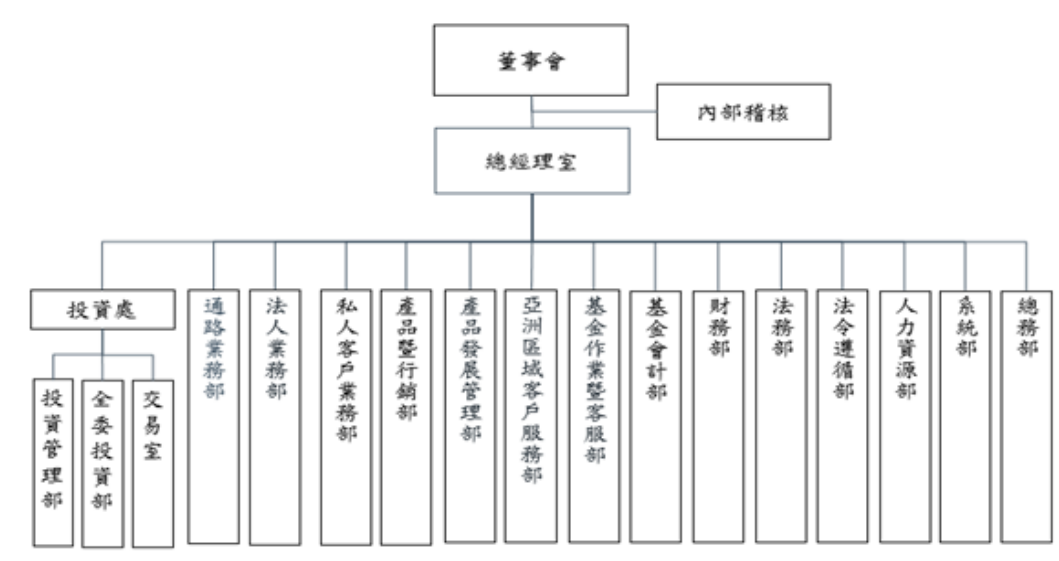 董事會
內部稽核
總經理室
投資處
投資管理部
全委投資部
交易室
通路業務部
法人業務部
私人客戶業務部
產品暨行銷部
產品發展管理部
亞洲區域客戶服務部
基金作業暨客服部
基金會計部
財務部
法務部
法令遵循部
人力資源部
系統部
總務部